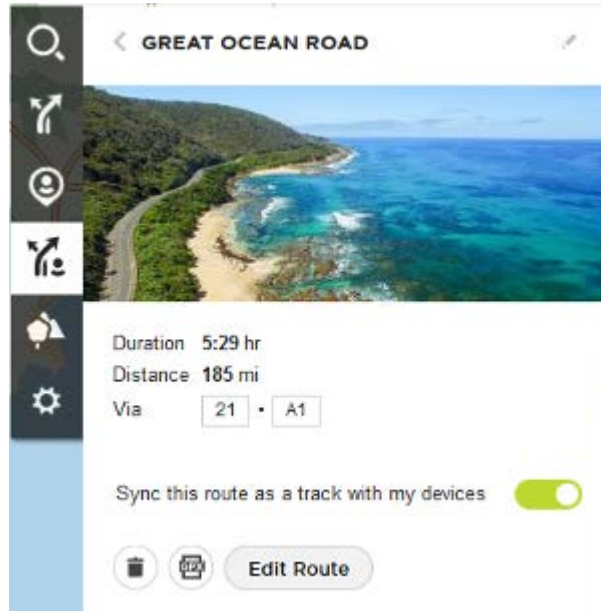 GREAT OCEAN ROAD
Duration 5:29 hr
Distance 185 mi
Via 21 • A1
Sync this route as a track with my devices
Edit Route